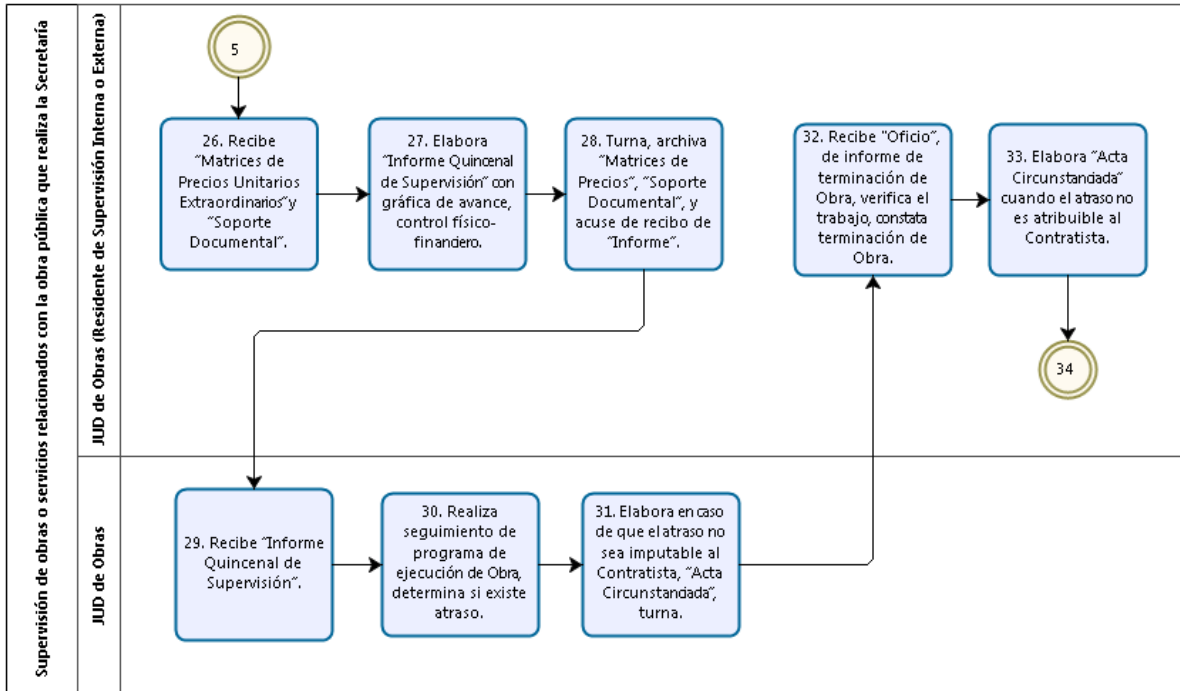 Supervisión de obras o servicios relacionados con la obra pública que realiza la Secretaría
JUD de Obras (Residente de Supervisión Interna o Externa)
5
26. Recibe
“Matrices de
Precios Unitarios
Extraordinarios” y
“Soporte
Documental”.
27. Elabora
“Informe Quincenal
de Supervisión” con
gráfica de avance,
control físico-
financiero.
28. Turna, archiva
“Matrices de
Precios”, “Soporte
Documental”, y
acuse de recibo de
“Informe”.
32. Recibe “Oficio”,
de informe de
terminación de
Obra, verifica el
trabajo, constata
terminación de
Obra.
33. Elabora “Acta
Circunstanciada”
cuando el atraso no
es atribuible al
Contratista.
34
JUD de Obras
29. Recibe “Informe
Quincenal de
Supervisión”.
30. Realiza
seguimiento de
programa de
ejecución de Obra,
determina si existe
atraso.
31. Elabora en caso
de que el atraso no
sea imputable al
Contratista, “Acta
Circunstanciada”,
turna.